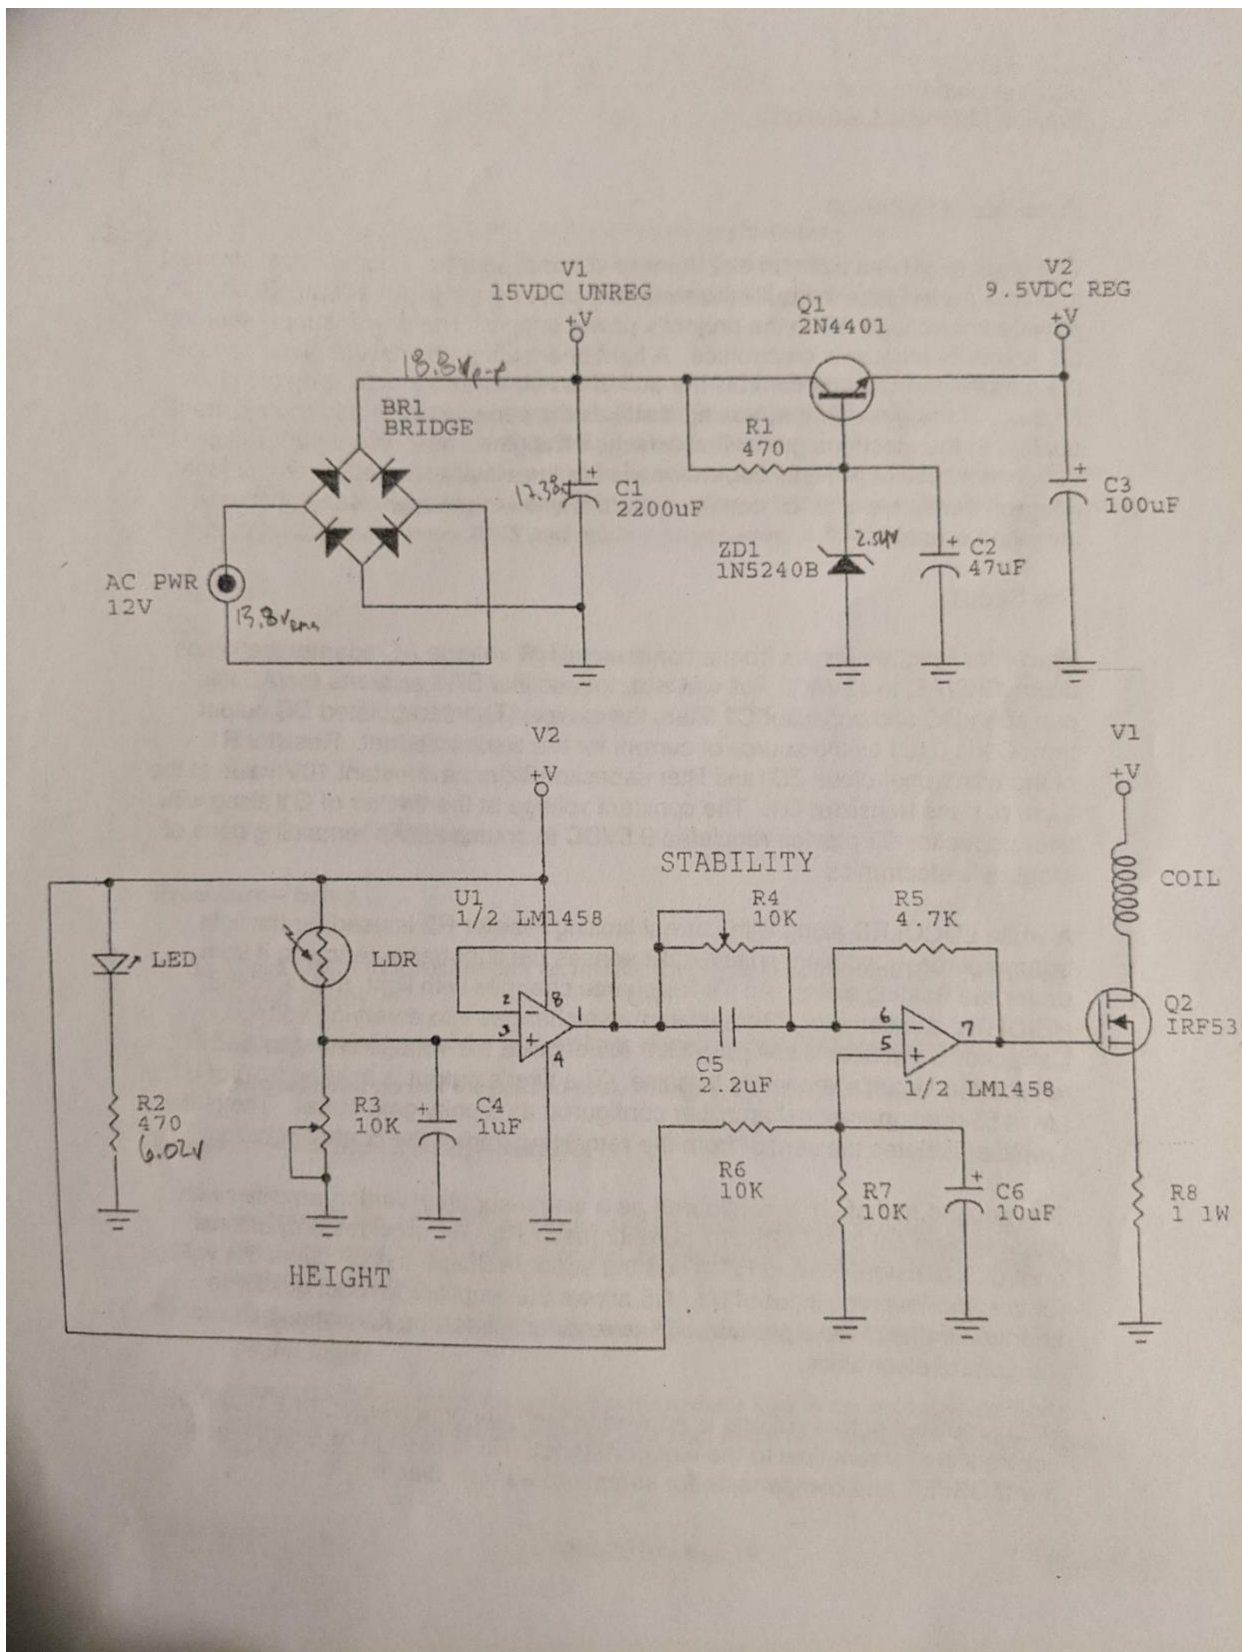 V1
15VDC UNREG
+V
V2
9.5VDC REG
+V
Q1
2N4401
18.8Vp-p
BR1
BRIDGE
R1
470
+
17.38V
C1
2200uF
+
C3
100uF
AC PWR
12V
13.8VRMS
ZD1
1N5240B
2.54V
+
C2
47uF
V2
+V
V1
+V
STABILITY
COIL
U1
1/2 LM1458
R4
10K
R5
4.7K
LED
LDR
2
8
1
3
4
6
5
7
Q2
IRF53
C5
2.2uF
1/2 LM1458
R2
470
6.02V
R3
10K
+
C4
1uF
R6
10K
R7
10K
+
C6
10uF
R8
1 1W
HEIGHT